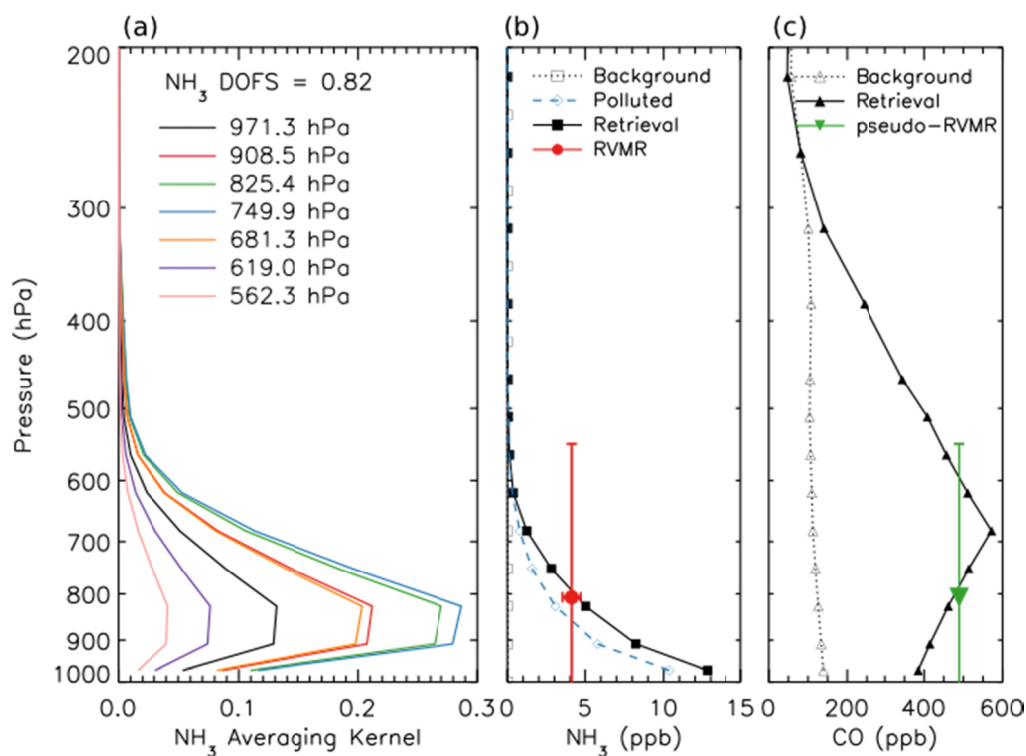 (a)
(b)
(c)
NH3 DOFS = 0.82
971.3 hPa
908.5 hPa
825.4 hPa
749.9 hPa
681.3 hPa
619.0 hPa
562.3 hPa
Background
Polluted
Retrieval
RVMR
Background
Retrieval
pseudo-RVMR
Pressure (hPa)
200
300
400
500
600
700
800
900
1000
0.0 0.1 0.2 0.3
NH3 Averaging Kernel
0 5 10 15
NH3 (ppb)
0 200 400 600
CO (ppb)